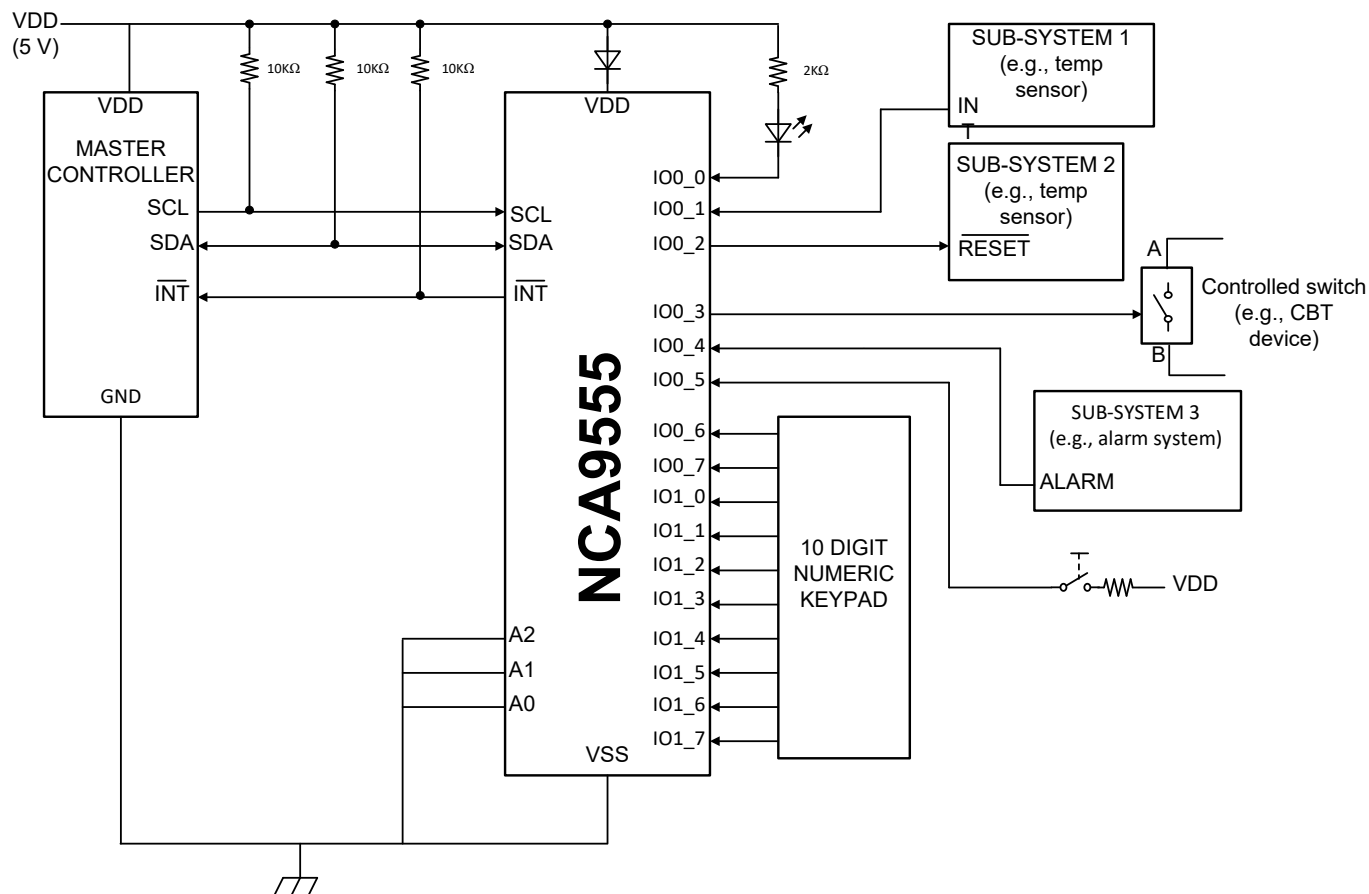 VDD
(5 V)
10KΩ
10KΩ
10KΩ
2KΩ
VDD
MASTER
CONTROLLER
SCL
SDA
INT
GND
VDD
SCL
SDA
INT
NCA9555
A2
A1
A0
VSS
IO0_0
IO0_1
IO0_2
IO0_3
IO0_4
IO0_5
IO0_6
IO0_7
IO1_0
IO1_1
IO1_2
IO1_3
IO1_4
IO1_5
IO1_6
IO1_7
10 DIGIT
NUMERIC
KEYPAD
SUB-SYSTEM 1
(e.g., temp
sensor)
IN
T
SUB-SYSTEM 2
(e.g., temp
sensor)
RESET
A
B
Controlled switch
(e.g., CBT
device)
SUB-SYSTEM 3
(e.g., alarm system)
ALARM
VDD